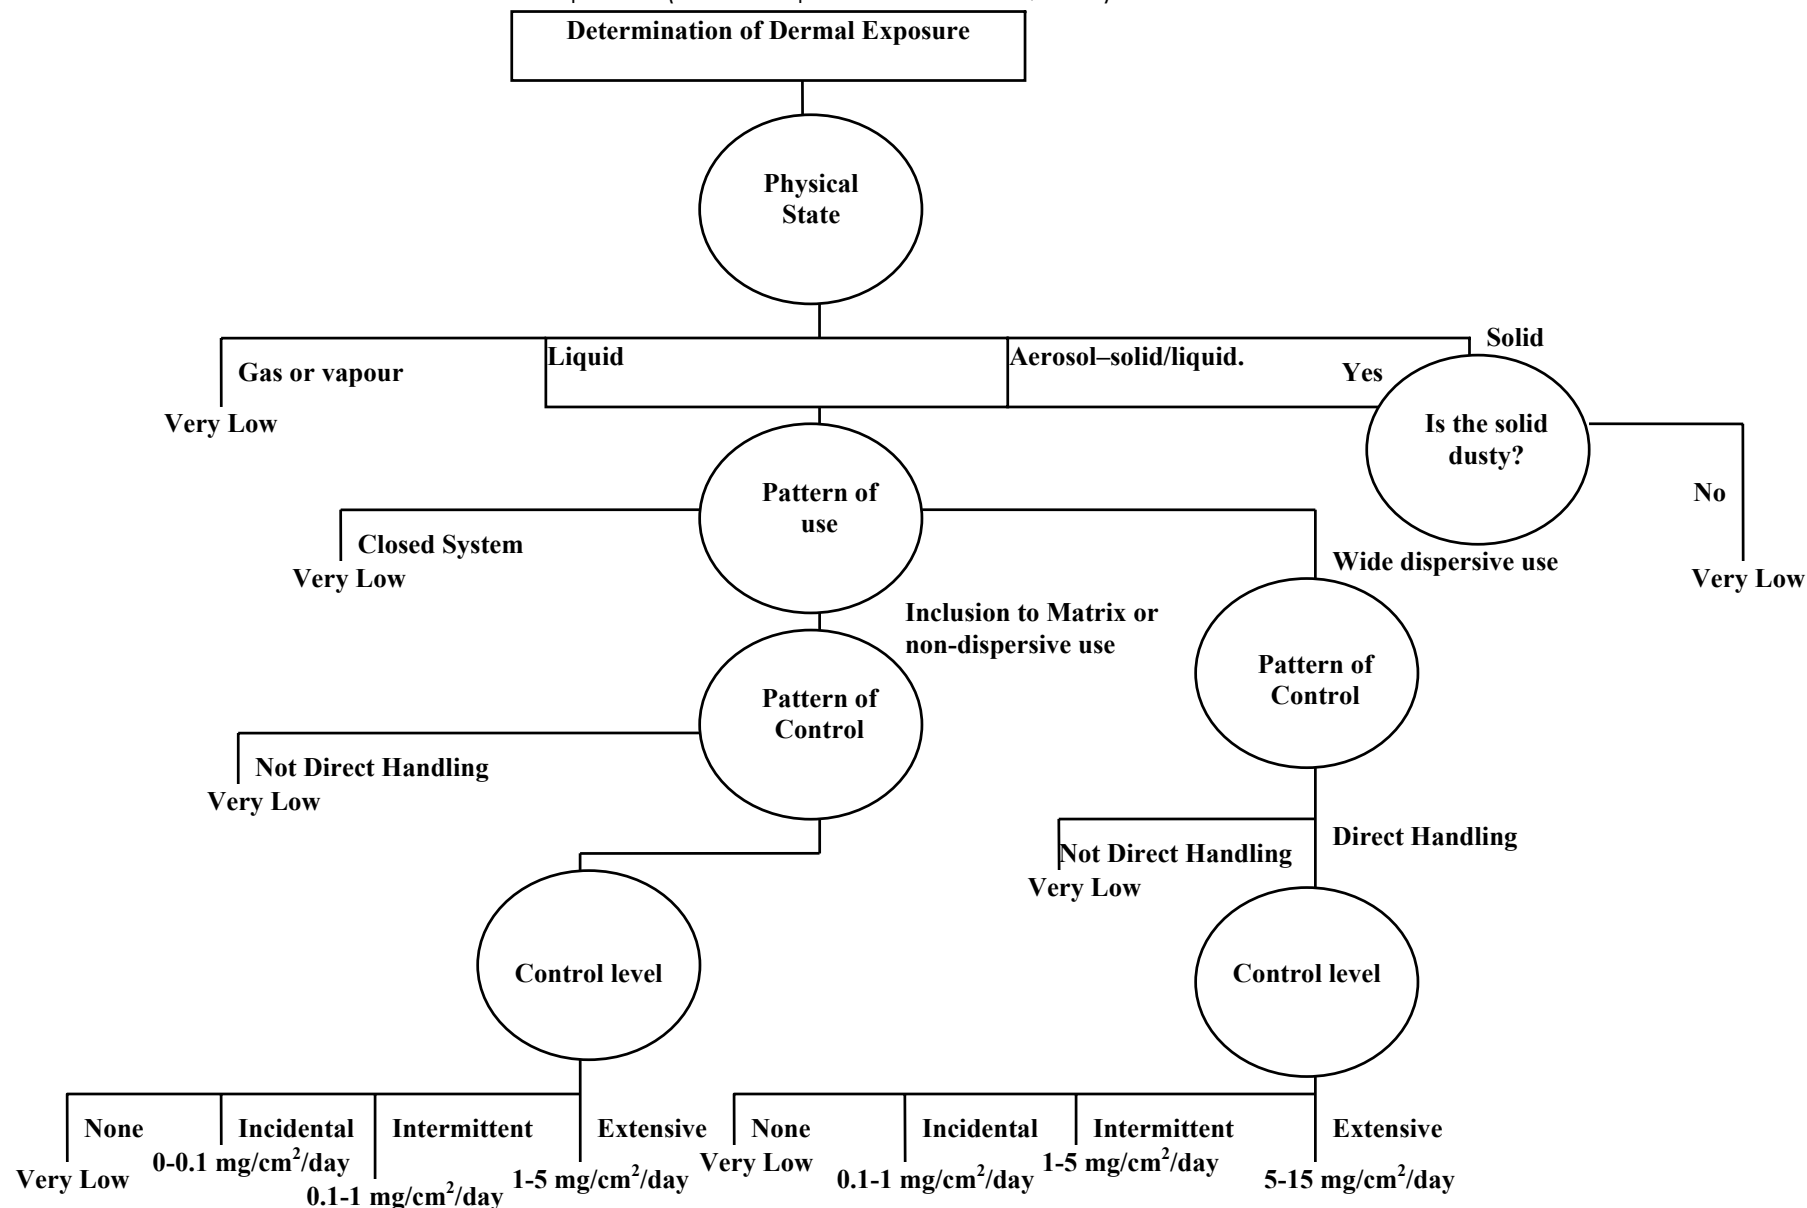 Determination of Dermal Exposure
Physical
State
Solid
Liquid
Aerosol–solid/liquid.
Gas or vapour
Yes
Very Low
Is the solid
dusty?
Pattern of
use
No
Closed System
Very Low
Wide dispersive use
Very Low
Inclusion to Matrix or
non-dispersive use
Pattern of
Control
Pattern of
Control
Not Direct Handling
Very Low
Direct Handling
Not Direct Handling
Very Low
Control level
Control level
None
Incidental
Intermittent
Extensive
Very Low
0-0.1 mg/cm²/day
0.1-1 mg/cm²/day
1-5 mg/cm²/day
None
Incidental
Intermittent
Extensive
Very Low
0.1-1 mg/cm²/day
1-5 mg/cm²/day
5-15 mg/cm²/day